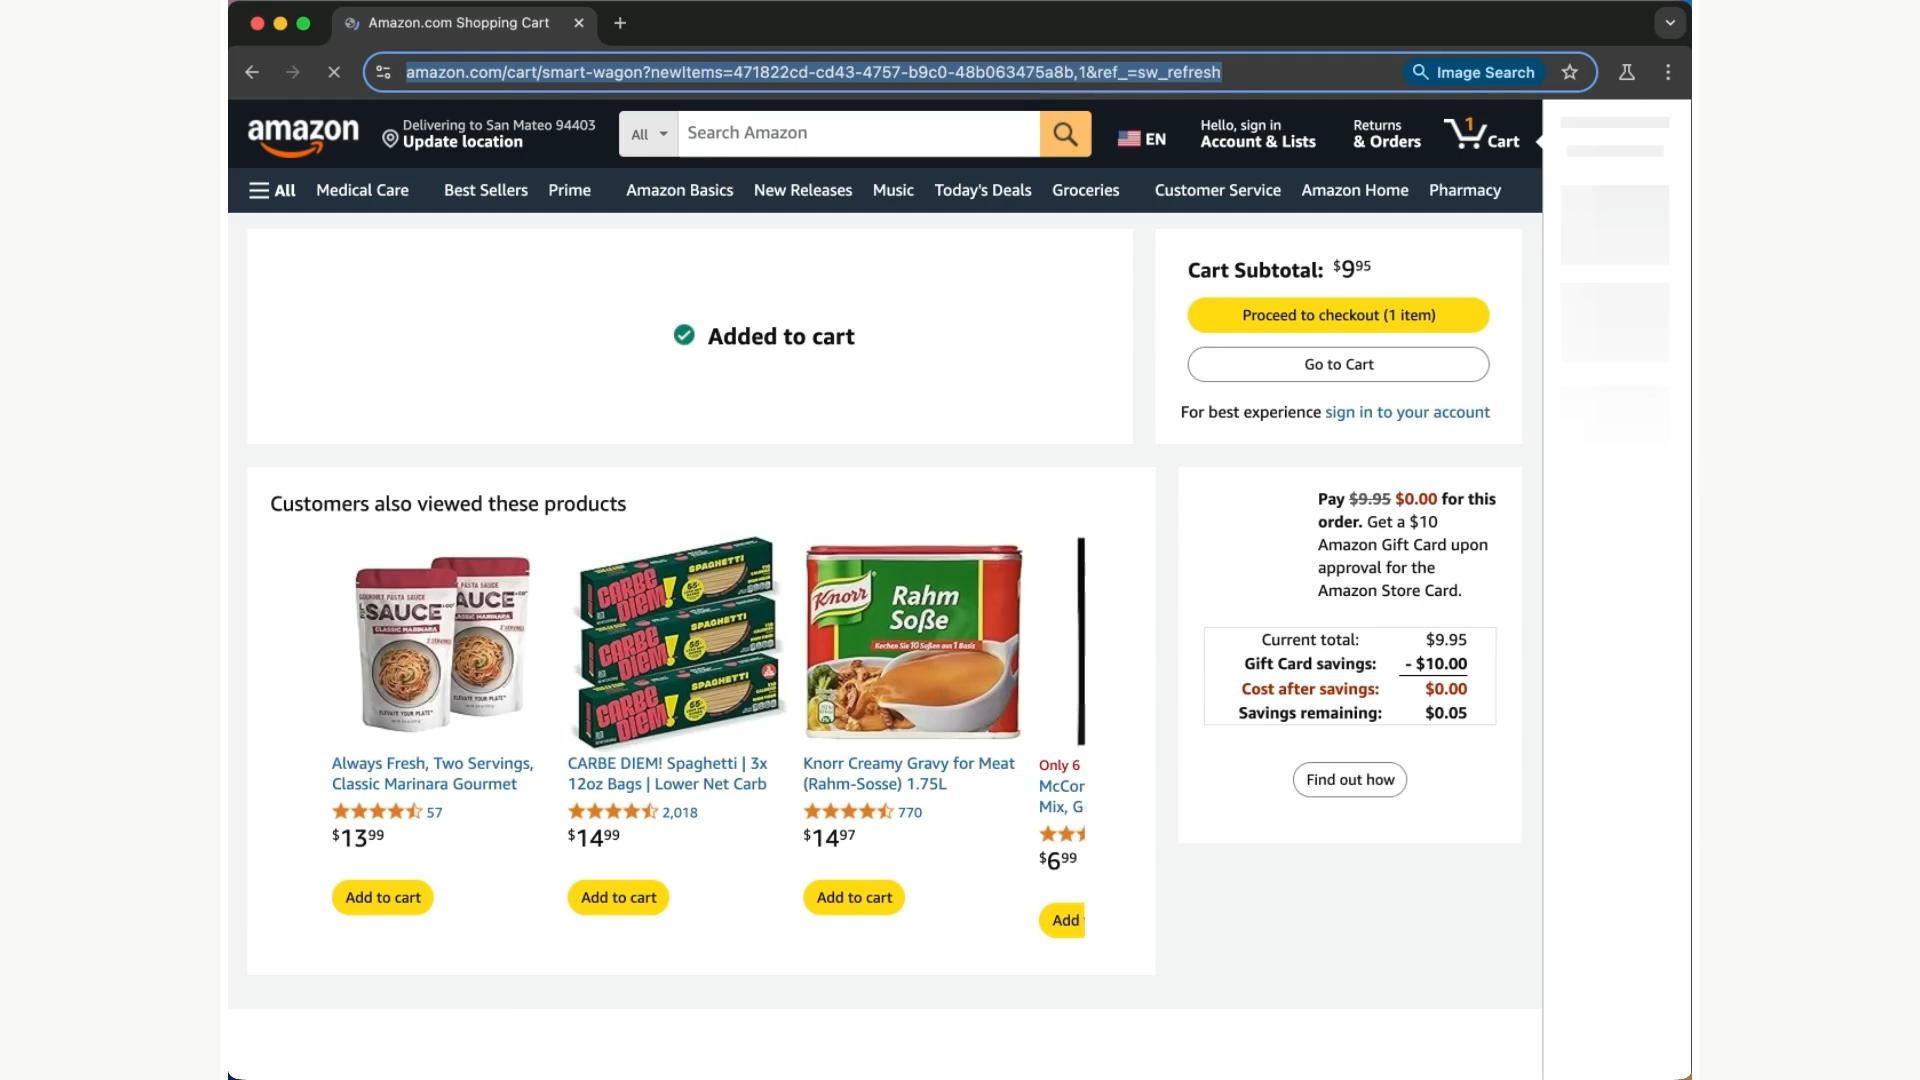 Amazon.com Shopping Cart
amazon.com/cart/smart-wagon?newItems=471822cd-cd43-4757-b9c0-48b063475a8b,1&ref_=sw_refresh
Image Search
amazon
Delivering to San Mateo 94403
Update location
All
Search Amazon
EN
Hello, sign in
Account & Lists
Returns
& Orders
1
Cart
All
Medical Care
Best Sellers
Prime
Amazon Basics
New Releases
Music
Today's Deals
Groceries
Customer Service
Amazon Home
Pharmacy
Added to cart
Cart Subtotal: $9.95
Proceed to checkout (1 item)
Go to Cart
For best experience sign in to your account
Customers also viewed these products
GOURMET PASTA SAUCE
SAUCE
CLASSIC MARINARA
ELEVATE YOUR PLATE
PASTA SAUCE
AUCE
ELEVATE YOUR PLATE
CARBE DIEM!
SPAGHETTI
CARBE DIEM!
SPAGHETTI
CARBE DIEM!
SPAGHETTI
Knorr
Rahm
Soße
Kochen Sie 10 Soßen aus 1 Basis
Always Fresh, Two Servings,
Classic Marinara Gourmet
57
$13.99
Add to cart
CARBE DIEM! Spaghetti | 3x
12oz Bags | Lower Net Carb
2,018
$14.99
Add to cart
Knorr Creamy Gravy for Meat
(Rahm-Sosse) 1.75L
770
$14.97
Add to cart
Only 6
McCor
Mix, G
$6.99
Add
Pay $9.95 $0.00 for this
order. Get a $10
Amazon Gift Card upon
approval for the
Amazon Store Card.
Current total: $9.95
Gift Card savings: - $10.00
Cost after savings: $0.00
Savings remaining: $0.05
Find out how